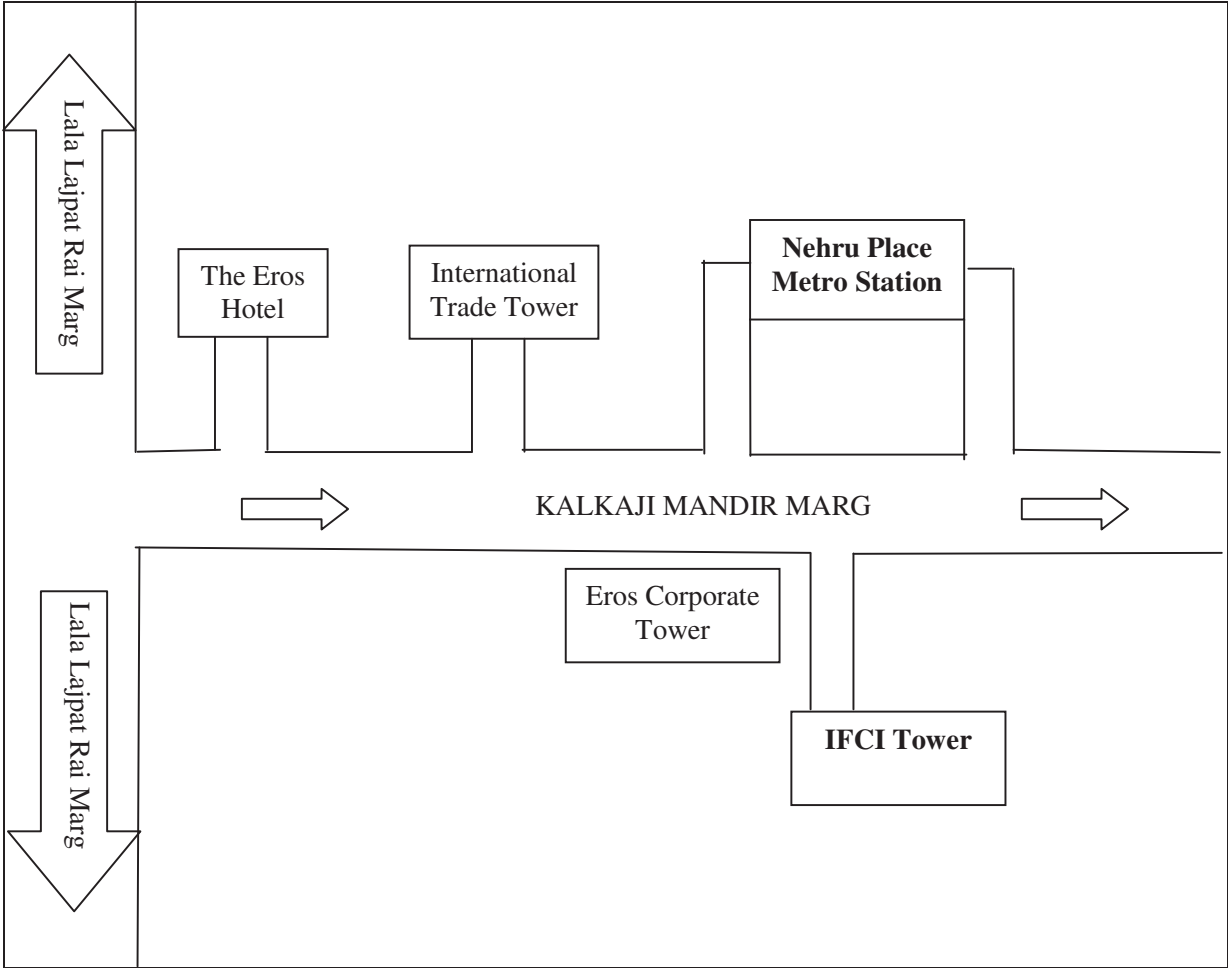 Lala Lajpat Rai Marg
The Eros
Hotel
International
Trade Tower
Nehru Place
Metro Station
KALKAJI MANDIR MARG
Eros Corporate
Tower
Lala Lajpat Rai Marg
IFCI Tower